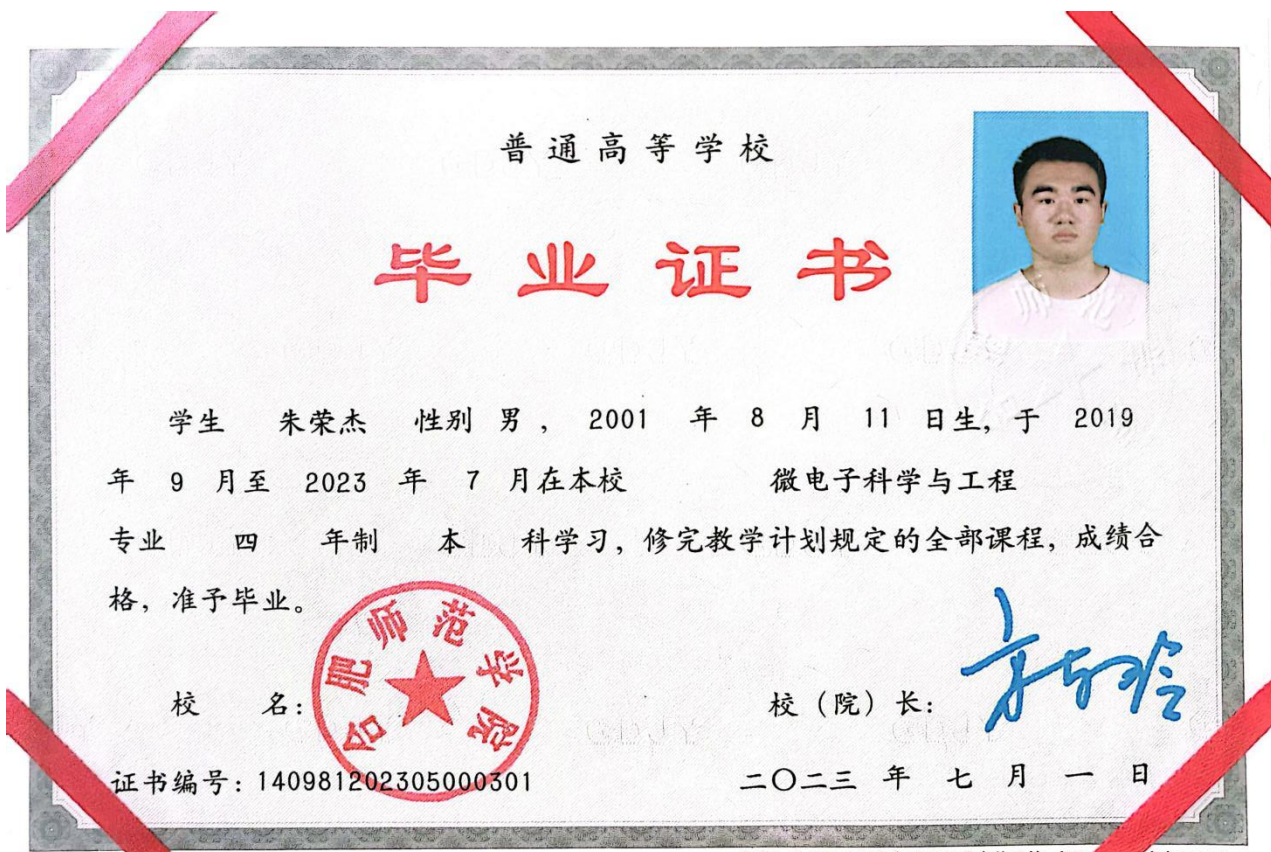 普通高等学校
毕业证书
学生 朱荣杰 性别 男 , 2001 年 8 月 11 日生, 于 2019
年 9 月至 2023 年 7 月在本校 微电子科学与工程
专业 四 年制 本 科学习, 修完教学计划规定的全部课程, 成绩合
格, 准予毕业。
合肥师范学院
校 名: 校 (院) 长:
证书编号: 140981202305000301 二〇二三 年 七 月 一 日